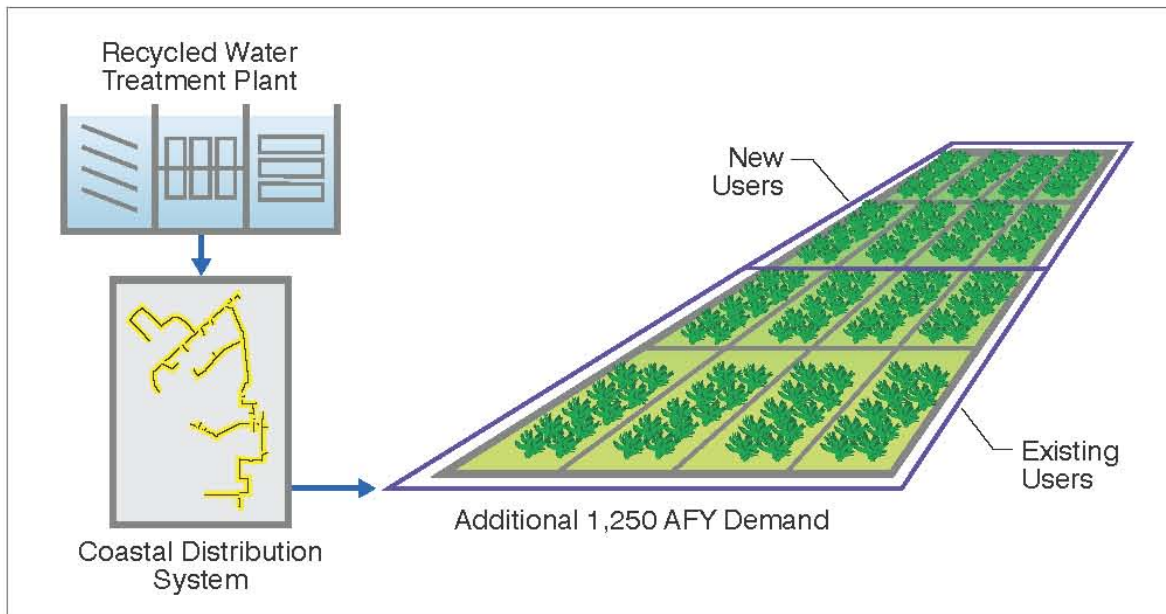 Recycled Water
Treatment Plant
New
Users
Existing
Users
Additional 1,250 AFY Demand
Coastal Distribution
System